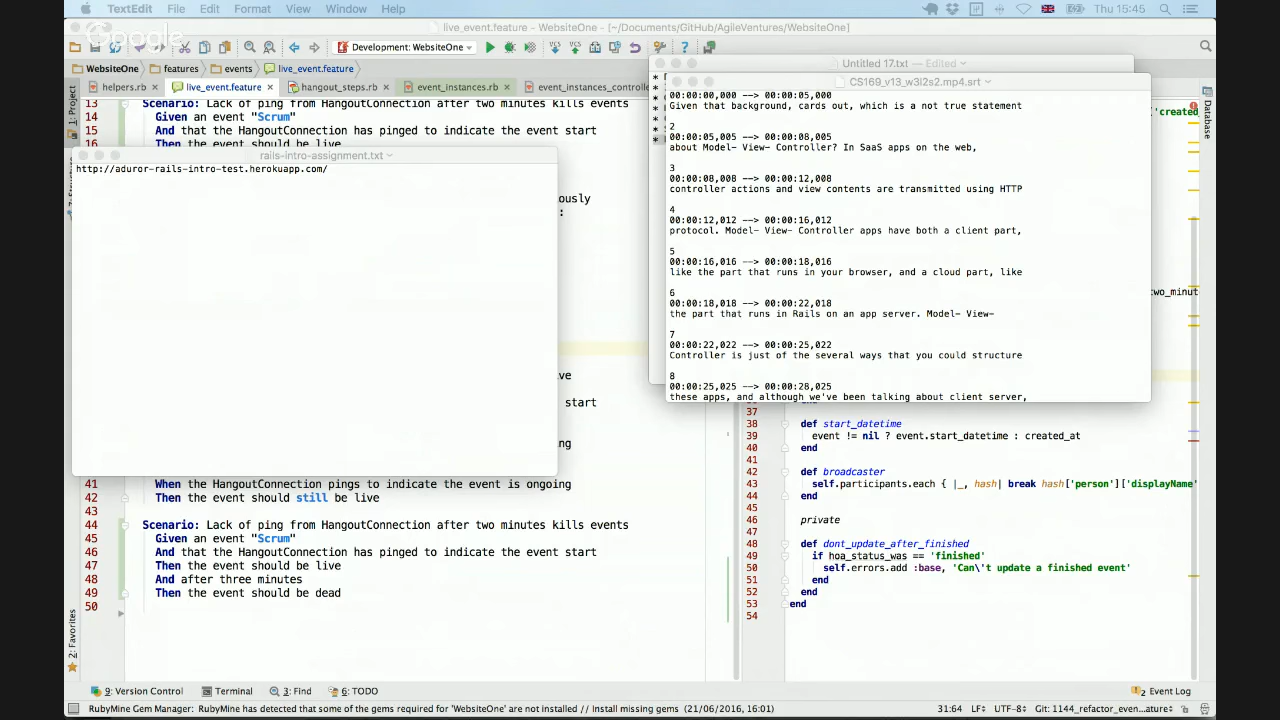 TextEdit File Edit Format View Window Help Thu 15:45
Google
live_event.feature - WebsiteOne - [~/Documents/GitHub/AgileVentures/WebsiteOne]
Development: WebsiteOne
WebsiteOne features events live_event.feature
helpers.rb live_event.feature hangout_steps.rb event_instances.rb event_instances_controlle
1: Project
Database
13 Scenario: Lack of ping from HangoutConnection after two minutes kills events
14 Given an event "Scrum"
15 And that the HangoutConnection has pinged to indicate the event start
16 Then the event should be live
rails-intro-assignment.txt
http://aduror-rails-intro-test.herokuapp.com/
ously
:
ve
start
ng
41 When the HangoutConnection pings to indicate the event is ongoing
42 Then the event should still be live
43
44 Scenario: Lack of ping from HangoutConnection after two minutes kills events
45 Given an event "Scrum"
46 And that the HangoutConnection has pinged to indicate the event start
47 Then the event should be live
48 And after three minutes
49 Then the event should be dead
50
Untitled 17.txt — Edited
CS169_v13_w3l2s2.mp4.srt
00:00:00,000 --> 00:00:05,000
Given that background, cards out, which is a not true statement
2
00:00:05,005 --> 00:00:08,005
about Model- View- Controller? In SaaS apps on the web,
3
00:00:08,008 --> 00:00:12,008
controller actions and view contents are transmitted using HTTP
4
00:00:12,012 --> 00:00:16,012
protocol. Model- View- Controller apps have both a client part,
5
00:00:16,016 --> 00:00:18,016
like the part that runs in your browser, and a cloud part, like
6
00:00:18,018 --> 00:00:22,018
the part that runs in Rails on an app server. Model- View-
7
00:00:22,022 --> 00:00:25,022
Controller is just of the several ways that you could structure
8
00:00:25,025 --> 00:00:28,025
these apps, and although we've been talking about client server,
'created_
two_minut
37
38 def start_datetime
39 event != nil ? event.start_datetime : created_at
40 end
41
42 def broadcaster
43 self.participants.each { |_, hash| break hash['person']['displayName'
44 end
45
46 private
47
48 def dont_update_after_finished
49 if hoa_status_was == 'finished'
50 self.errors.add :base, 'Can\'t update a finished event'
51 end
52 end
53 end
54
2: Favorites
9: Version Control Terminal 3: Find 6: TODO 2 Event Log
RubyMine Gem Manager: RubyMine has detected that some of the gems required for 'WebsiteOne' are not installed // Install missing gems (21/06/2016, 16:01) 31:64 LF UTF-8 Git: 1144_refactor_even...ature